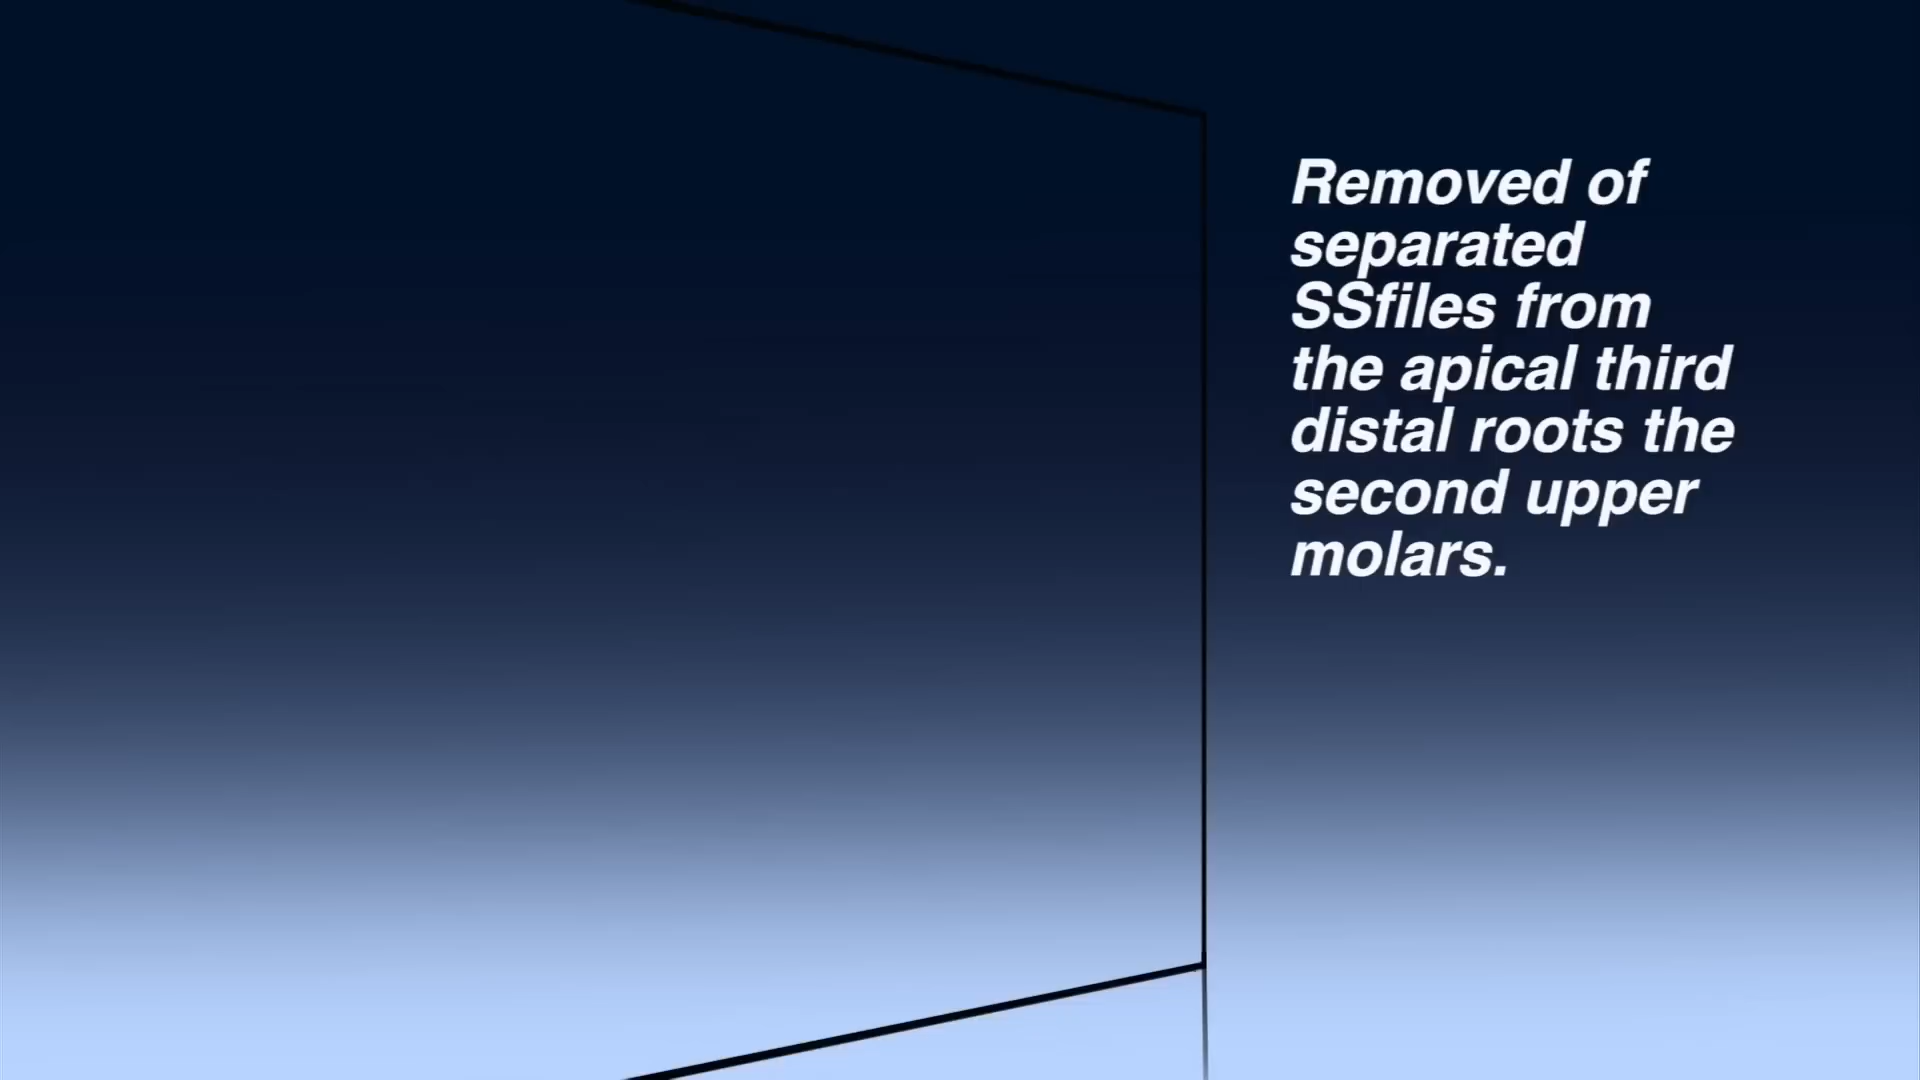 Removed of
separated
SSfiles from
the apical third
distal roots the
second upper
molars.